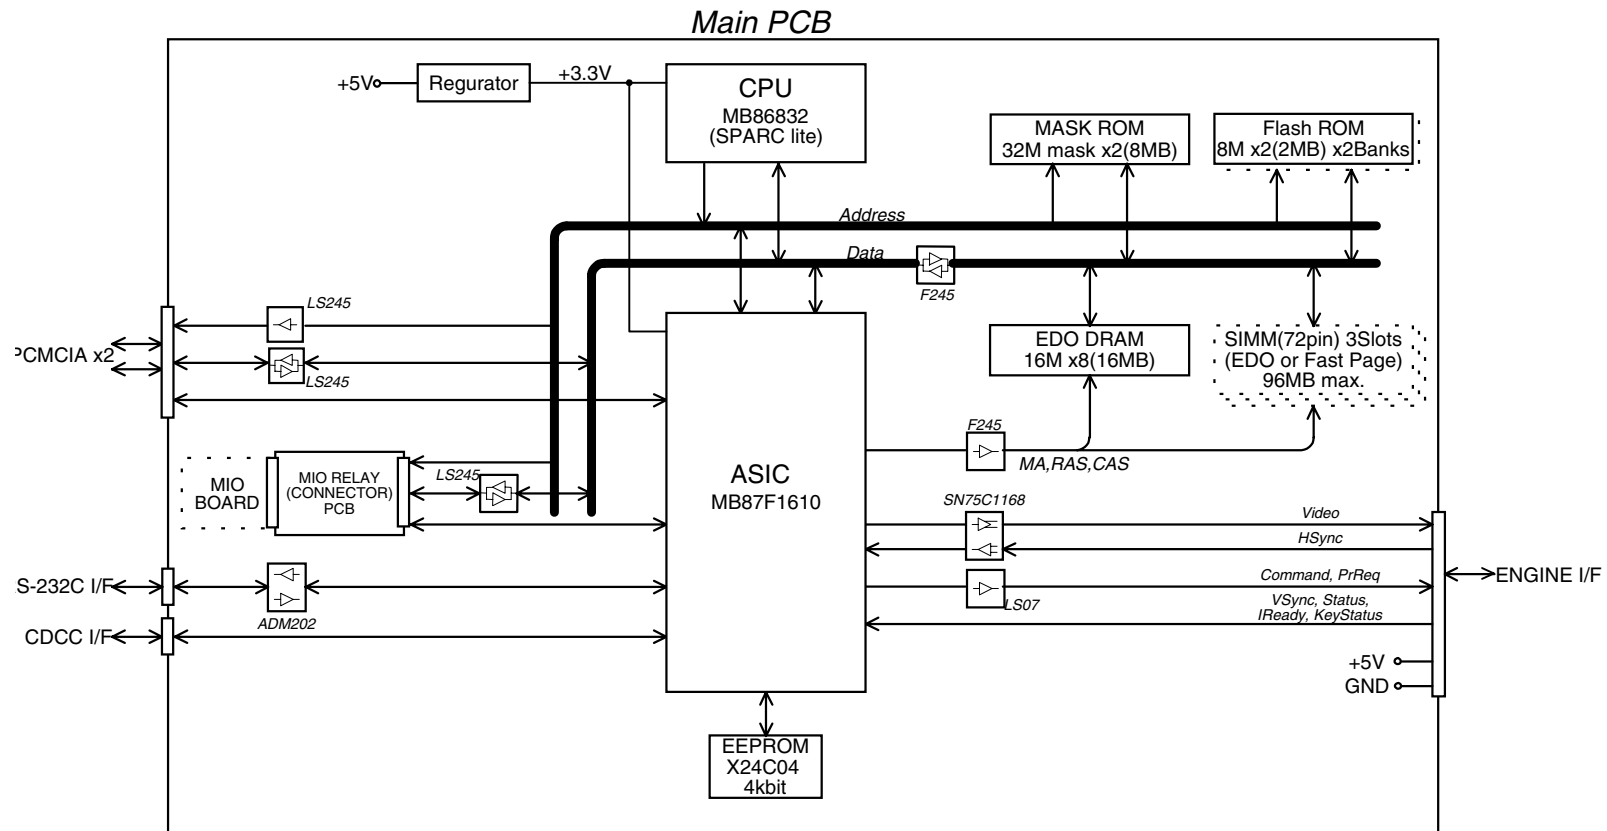 Main PCB
+5V
Regurator
+3.3V
CPU
MB86832
(SPARC lite)
MASK ROM
32M mask x2(8MB)
Flash ROM
8M x2(2MB) x2Banks
Address
Data
F245
LS245
PCMCIA x2
LS245
EDO DRAM
16M x8(16MB)
SIMM(72pin) 3Slots
(EDO or Fast Page)
96MB max.
F245
MA,RAS,CAS
ASIC
MB87F1610
MIO
BOARD
MIO RELAY
(CONNECTOR)
PCB
LS245
SN75C1168
Video
HSync
Command, PrReq
LS07
VSync, Status,
IReady, KeyStatus
ENGINE I/F
S-232C I/F
ADM202
CDCC I/F
+5V
GND
EEPROM
X24C04
4kbit